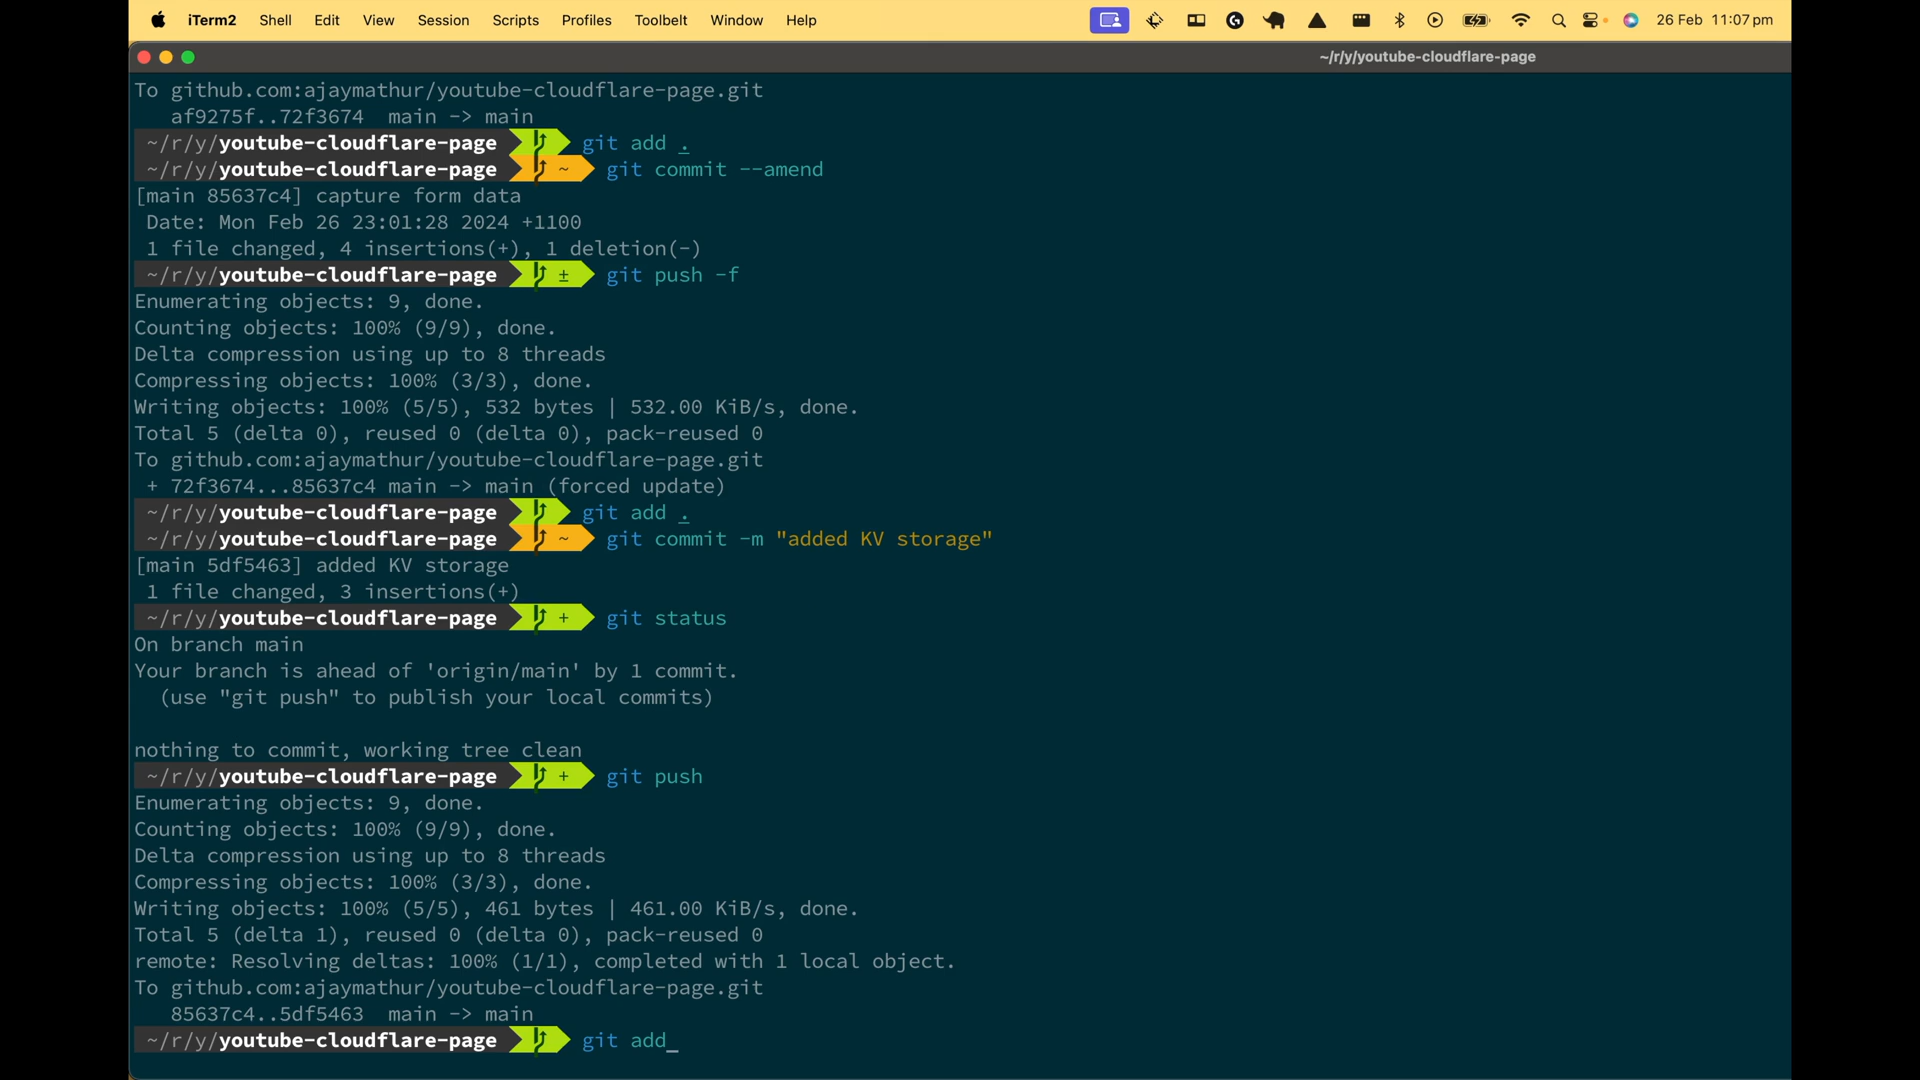 iTerm2 Shell Edit View Session Scripts Profiles Toolbelt Window Help 26 Feb 11:07pm
~/r/y/youtube-cloudflare-page
To github.com:ajaymathur/youtube-cloudflare-page.git
af9275f..72f3674 main -> main
~/r/y/youtube-cloudflare-page git add .
~/r/y/youtube-cloudflare-page ~ git commit --amend
[main 85637c4] capture form data
Date: Mon Feb 26 23:01:28 2024 +1100
1 file changed, 4 insertions(+), 1 deletion(-)
~/r/y/youtube-cloudflare-page ± git push -f
Enumerating objects: 9, done.
Counting objects: 100% (9/9), done.
Delta compression using up to 8 threads
Compressing objects: 100% (3/3), done.
Writing objects: 100% (5/5), 532 bytes | 532.00 KiB/s, done.
Total 5 (delta 0), reused 0 (delta 0), pack-reused 0
To github.com:ajaymathur/youtube-cloudflare-page.git
+ 72f3674...85637c4 main -> main (forced update)
~/r/y/youtube-cloudflare-page git add .
~/r/y/youtube-cloudflare-page ~ git commit -m "added KV storage"
[main 5df5463] added KV storage
1 file changed, 3 insertions(+)
~/r/y/youtube-cloudflare-page + git status
On branch main
Your branch is ahead of 'origin/main' by 1 commit.
(use "git push" to publish your local commits)
nothing to commit, working tree clean
~/r/y/youtube-cloudflare-page + git push
Enumerating objects: 9, done.
Counting objects: 100% (9/9), done.
Delta compression using up to 8 threads
Compressing objects: 100% (3/3), done.
Writing objects: 100% (5/5), 461 bytes | 461.00 KiB/s, done.
Total 5 (delta 1), reused 0 (delta 0), pack-reused 0
remote: Resolving deltas: 100% (1/1), completed with 1 local object.
To github.com:ajaymathur/youtube-cloudflare-page.git
85637c4..5df5463 main -> main
~/r/y/youtube-cloudflare-page git add_